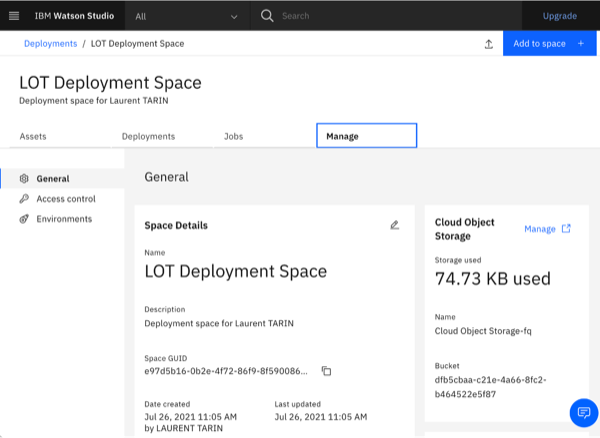 IBM Watson Studio
All
Search
Upgrade
Deployments / LOT Deployment Space
Add to space +
LOT Deployment Space
Deployment space for Laurent TARIN
Assets
Deployments
Jobs
Manage
General
Access control
Environments
General
Space Details
Name
LOT Deployment Space
Description
Deployment space for Laurent TARIN
Space GUID
e97d5b16-0b2e-4f72-86f9-8f590086...
Date created
Jul 26, 2021 11:05 AM
by LAURENT TARIN
Last updated
Jul 26, 2021 11:05 AM
Cloud Object
Storage
Manage
Storage used
74.73 KB used
Name
Cloud Object Storage-fq
Bucket
dfb5cbaa-c21e-4a66-8fc2-
b464522e5f87